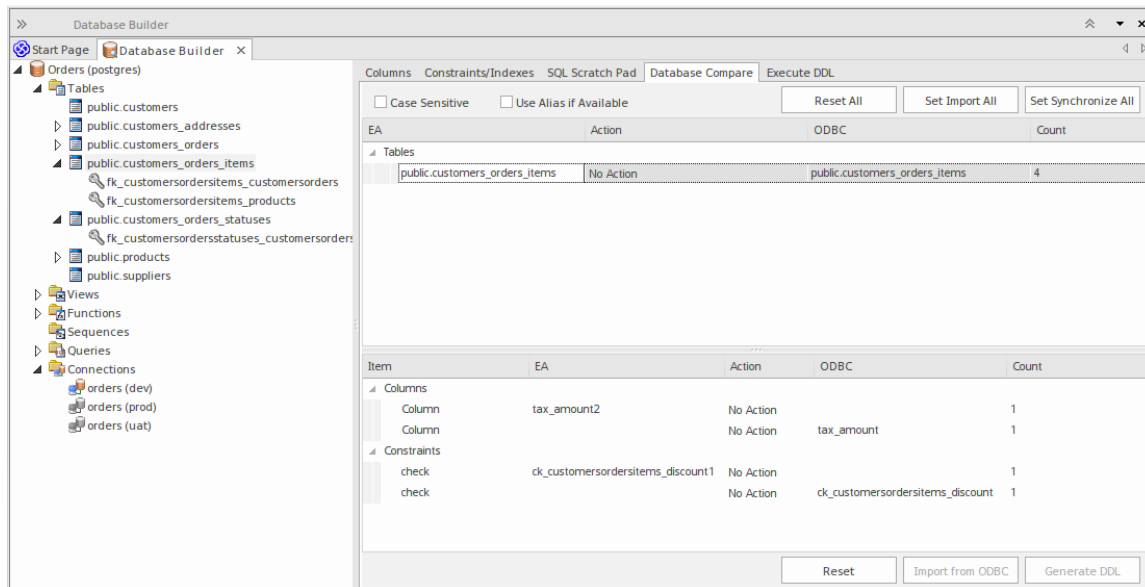 Database Builder
Start Page Database Builder
Orders (postgres)
Tables
public.customers
public.customers_addresses
public.customers_orders
public.customers_orders_items
fk_customersordersitems_customersorders
fk_customersordersitems_products
public.customers_orders_statuses
fk_customersordersstatuses_customersorders
public.products
public.suppliers
Views
Functions
Sequences
Queries
Connections
orders (dev)
orders (prod)
orders (uat)
Columns Constraints/Indexes SQL Scratch Pad Database Compare Execute DDL
Case Sensitive Use Alias if Available Reset All Set Import All Set Synchronize All
EA Action ODBC Count
Tables
public.customers_orders_items No Action public.customers_orders_items 4
Item EA Action ODBC Count
Columns
Column tax_amount2 No Action 1
Column No Action tax_amount 1
Constraints
check ck_customersordersitems_discount1 No Action 1
check No Action ck_customersordersitems_discount 1
Reset Import from ODBC Generate DDL